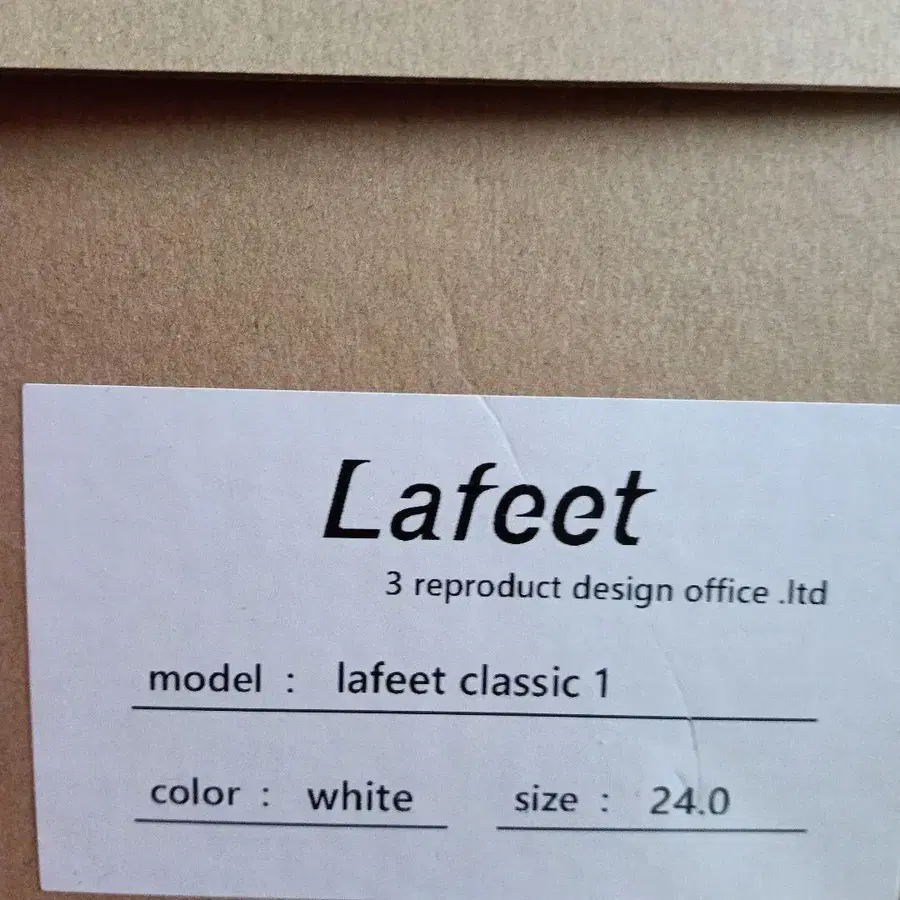 Lafeet
3 reproduct design office .ltd
model : lafeet classic 1
color : white size : 24.0